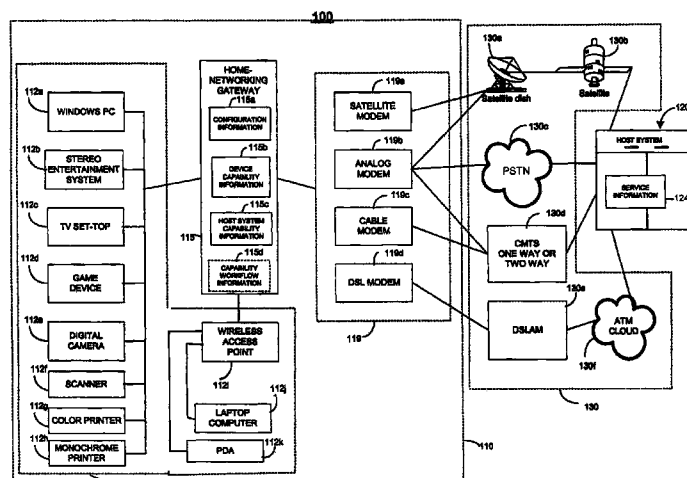 100
112a
WINDOWS PC
112b
STEREO
ENTERTAINMENT
SYSTEM
112c
TV SET-TOP
112d
GAME
DEVICE
112e
DIGITAL
CAMERA
112f
SCANNER
112g
COLOR PRINTER
112h
MONOCHROME
PRINTER
HOME-
NETWORKING
GATEWAY
115a
CONFIGURATION
INFORMATION
115b
DEVICE
CAPABILITY
INFORMATION
115c
HOST SYSTEM
CAPABILITY
INFORMATION
115d
CAPABILITY
WORKFLOW
INFORMATION
115
WIRELESS
ACCESS
POINT
112i
LAPTOP
COMPUTER
112j
PDA
112k
119a
SATELLITE
MODEM
119b
ANALOG
MODEM
119c
CABLE
MODEM
119d
DSL MODEM
119
110
130a
Satellite dish
130b
Satellite
130c
PSTN
130d
CMTS
ONE WAY OR
TWO WAY
130e
DSLAM
ATM
CLOUD
130f
130
120
HOST SYSTEM
SERVICE
INFORMATION
124